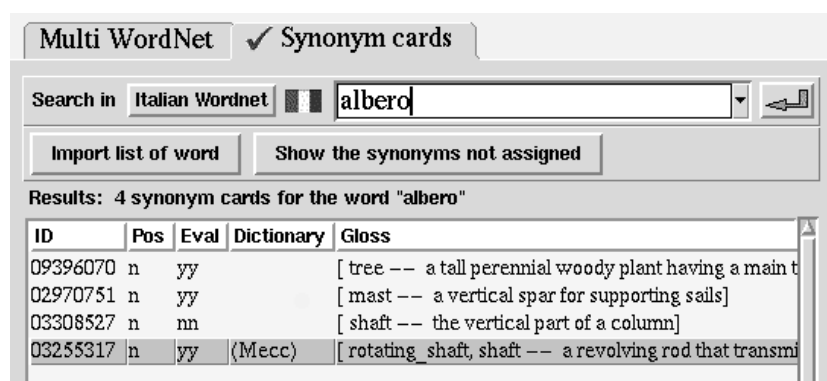 Multi WordNet ✓ Synonym cards
Search in Italian Wordnet albero
Import list of word Show the synonyms not assigned
Results: 4 synonym cards for the word "albero"
ID Pos Eval Dictionary Gloss
09396070 n yy [ tree -- a tall perennial woody plant having a main t
02970751 n yy [ mast -- a vertical spar for supporting sails]
03308527 n nn [ shaft -- the vertical part of a column]
03255317 n yy (Mecc) [ rotating_shaft, shaft -- a revolving rod that transmi